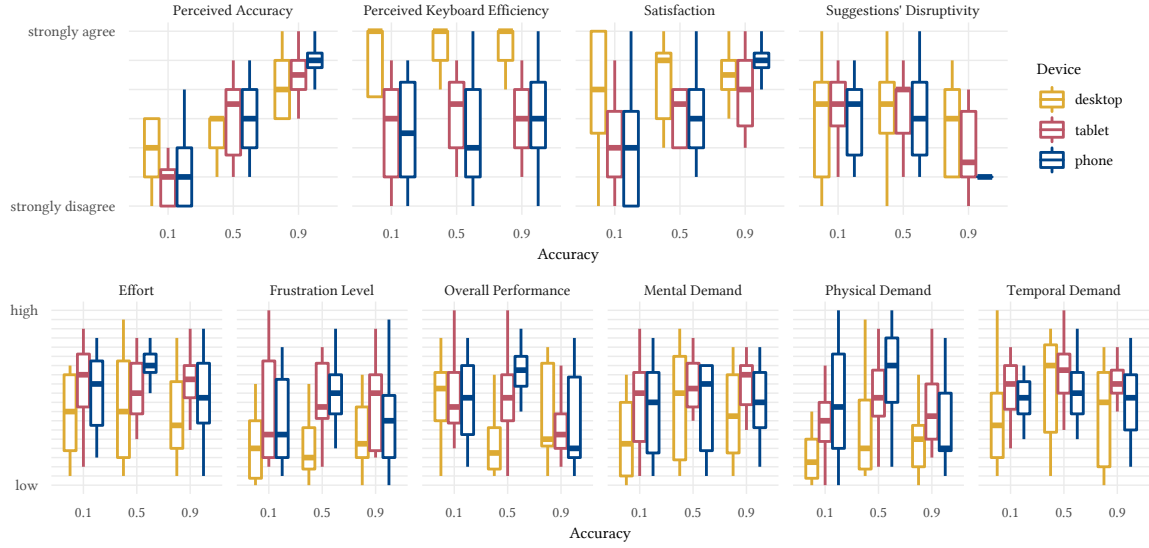 Perceived Accuracy Perceived Keyboard Efficiency Satisfaction Suggestions' Disruptivity
strongly agree
strongly disagree
0.1 0.5 0.9 0.1 0.5 0.9 0.1 0.5 0.9 0.1 0.5 0.9
Accuracy
Device
desktop
tablet
phone
Effort Frustration Level Overall Performance Mental Demand Physical Demand Temporal Demand
high
low
0.1 0.5 0.9 0.1 0.5 0.9 0.1 0.5 0.9 0.1 0.5 0.9 0.1 0.5 0.9 0.1 0.5 0.9
Accuracy